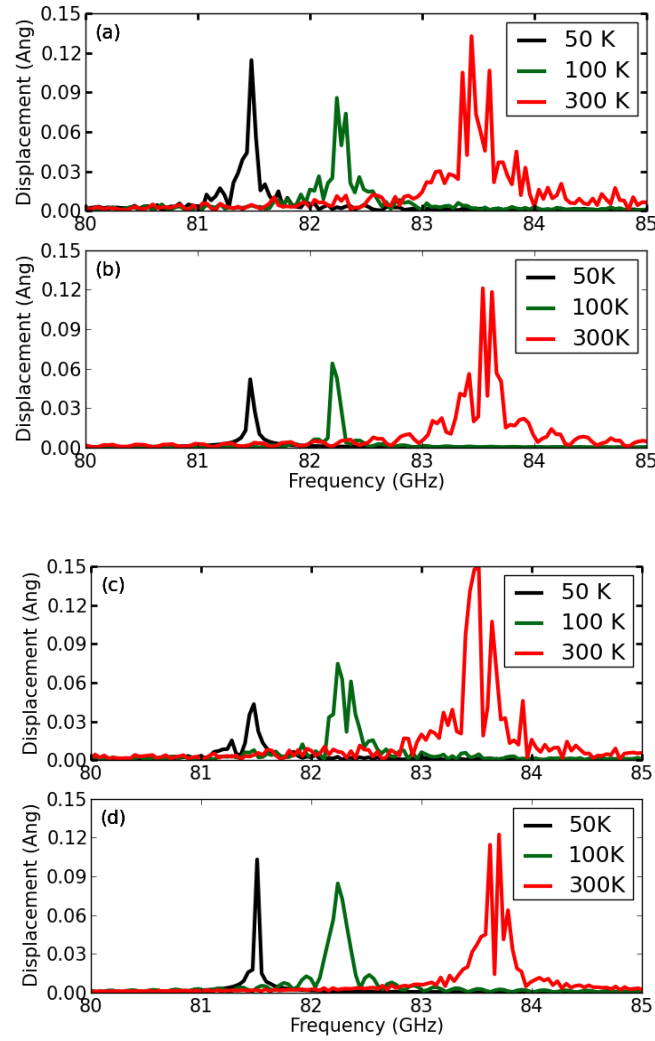 (a)
50 K
100 K
300 K
Displacement (Ang)
0.15
0.12
0.09
0.06
0.03
0.00
80 81 82 83 84 85
(b)
50K
100K
300K
Displacement (Ang)
0.15
0.12
0.09
0.06
0.03
0.00
80 81 82 83 84 85
Frequency (GHz)
(c)
50 K
100 K
300 K
Displacement (Ang)
0.15
0.12
0.09
0.06
0.03
0.00
80 81 82 83 84 85
(d)
50K
100K
300K
Displacement (Ang)
0.15
0.12
0.09
0.06
0.03
0.00
80 81 82 83 84 85
Frequency (GHz)